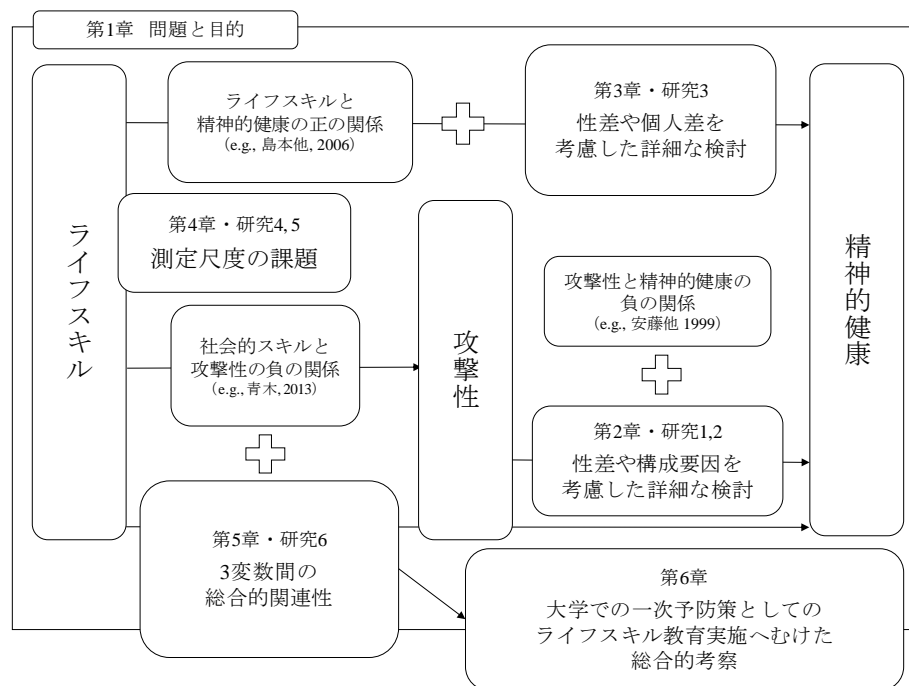 第1章 問題と目的
ライフスキル
ライフスキルと
精神的健康の正の関係
(e.g., 島本他, 2006)
第3章・研究3
性差や個人差を
考慮した詳細な検討
精神的健康
第4章・研究4, 5
測定尺度の課題
攻撃性
攻撃性と精神的健康の
負の関係
(e.g., 安藤他 1999)
社会的スキルと
攻撃性の負の関係
(e.g., 青木, 2013)
第2章・研究1,2
性差や構成要因を
考慮した詳細な検討
第5章・研究6
3変数間の
総合的関連性
第6章
大学での一次予防策としての
ライフスキル教育実施へむけた
総合的考察